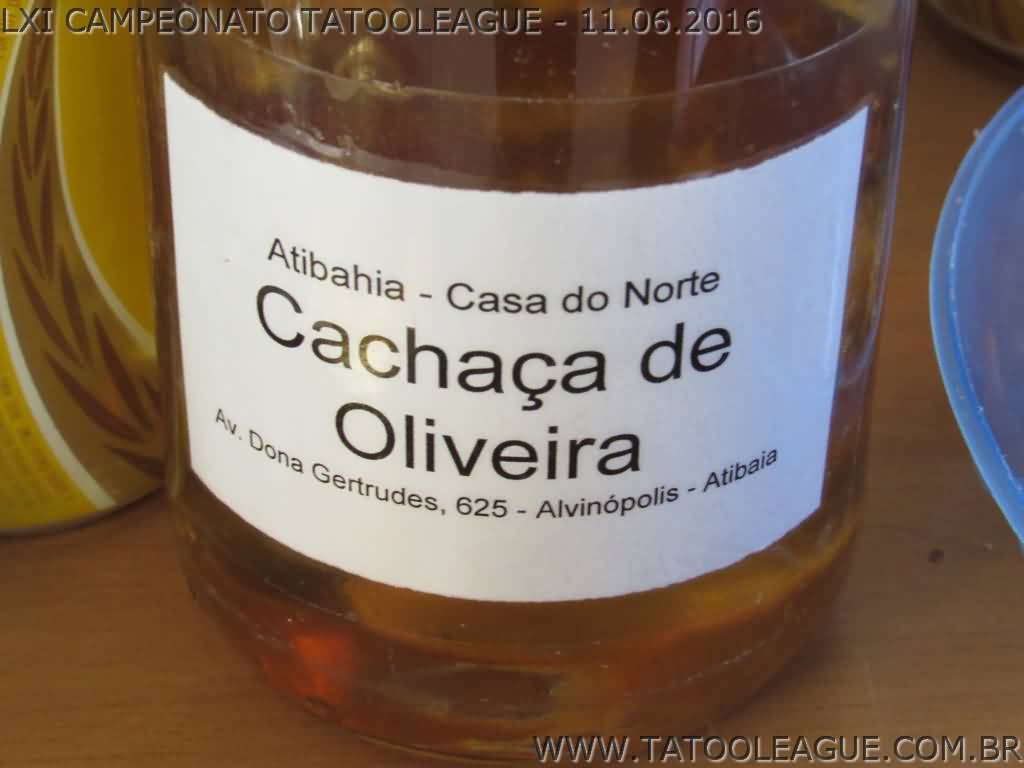 LXI CAMPEONATO TATOOLEAGUE - 11.06.2016
Atibahia - Casa do Norte
Cachaça de
Oliveira
Av. Dona Gertrudes, 625 - Alvinópolis - Atibaia
WWW.TATOOLEAGUE.COM.BR